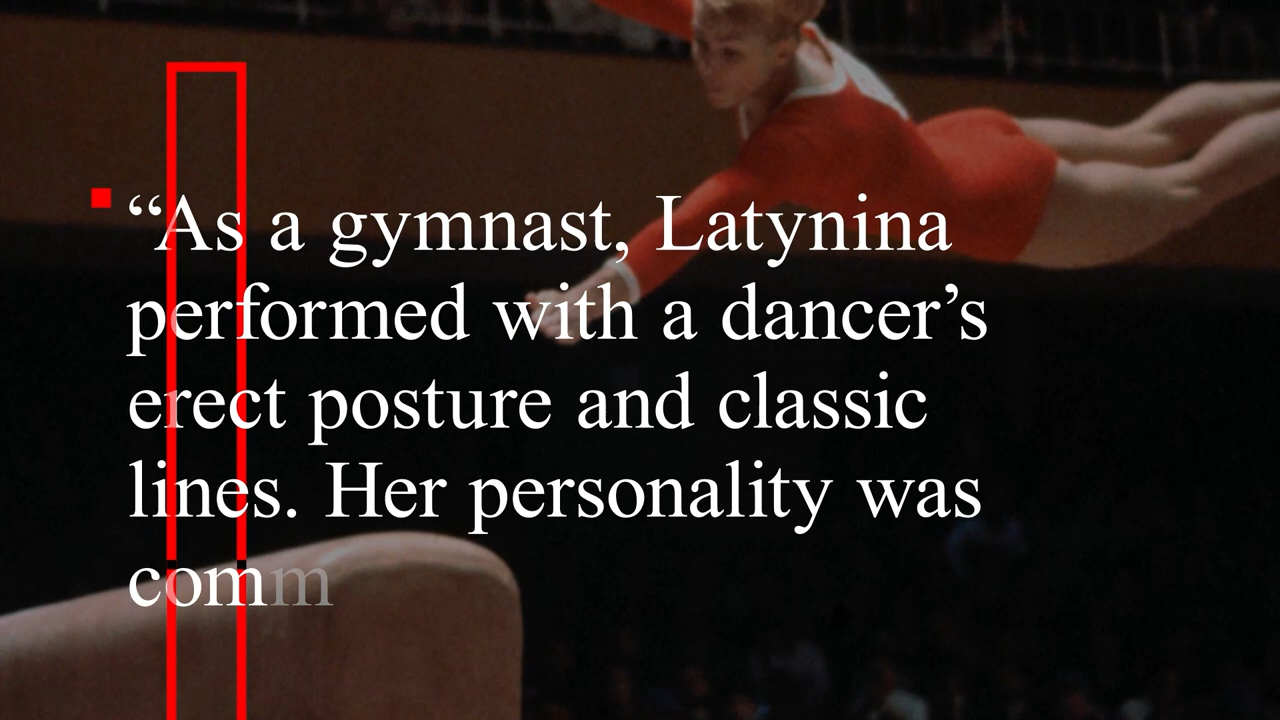 “As a gymnast, Latynina
performed with a dancer’s
erect posture and classic
lines. Her personality was
comm